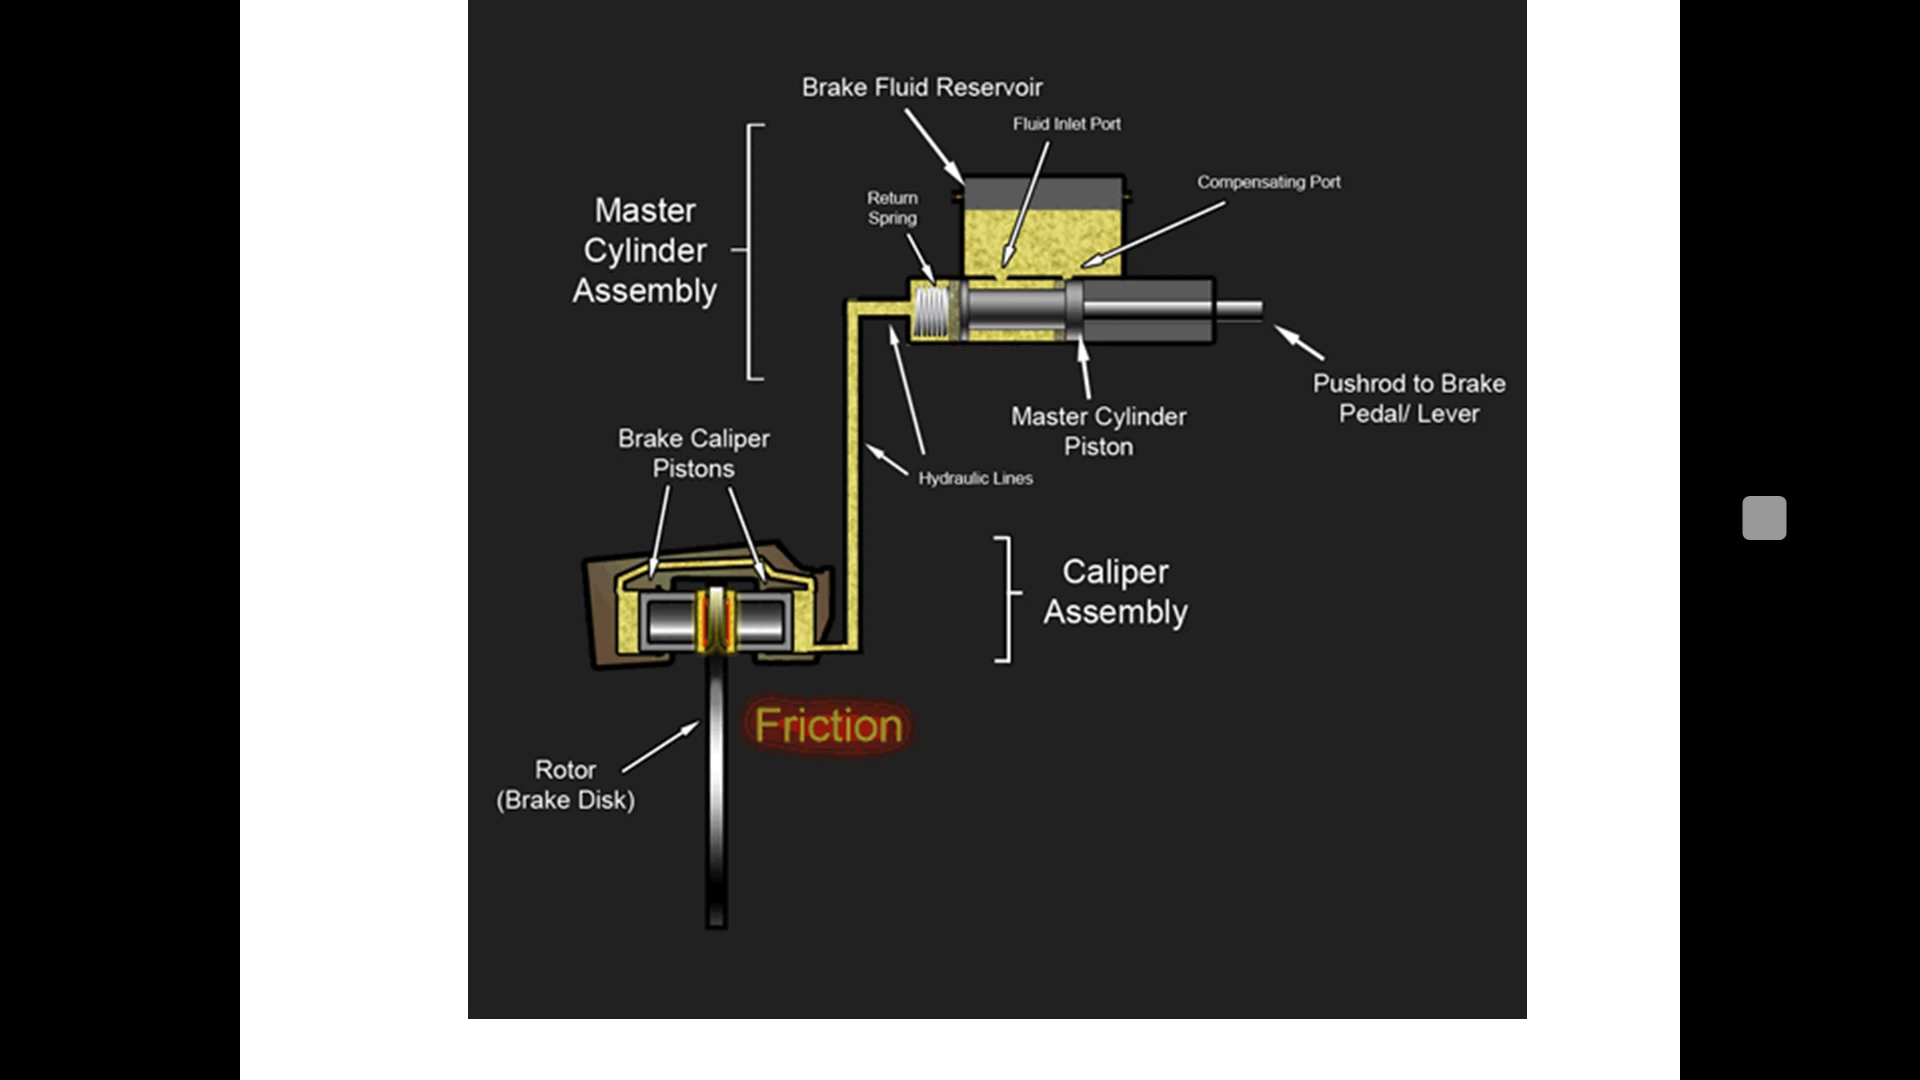 Brake Fluid Reservoir
Fluid Inlet Port
Compensating Port
Return
Spring
Master
Cylinder
Assembly
Pushrod to Brake
Pedal/ Lever
Master Cylinder
Piston
Brake Caliper
Pistons
Hydraulic Lines
Caliper
Assembly
Friction
Rotor
(Brake Disk)